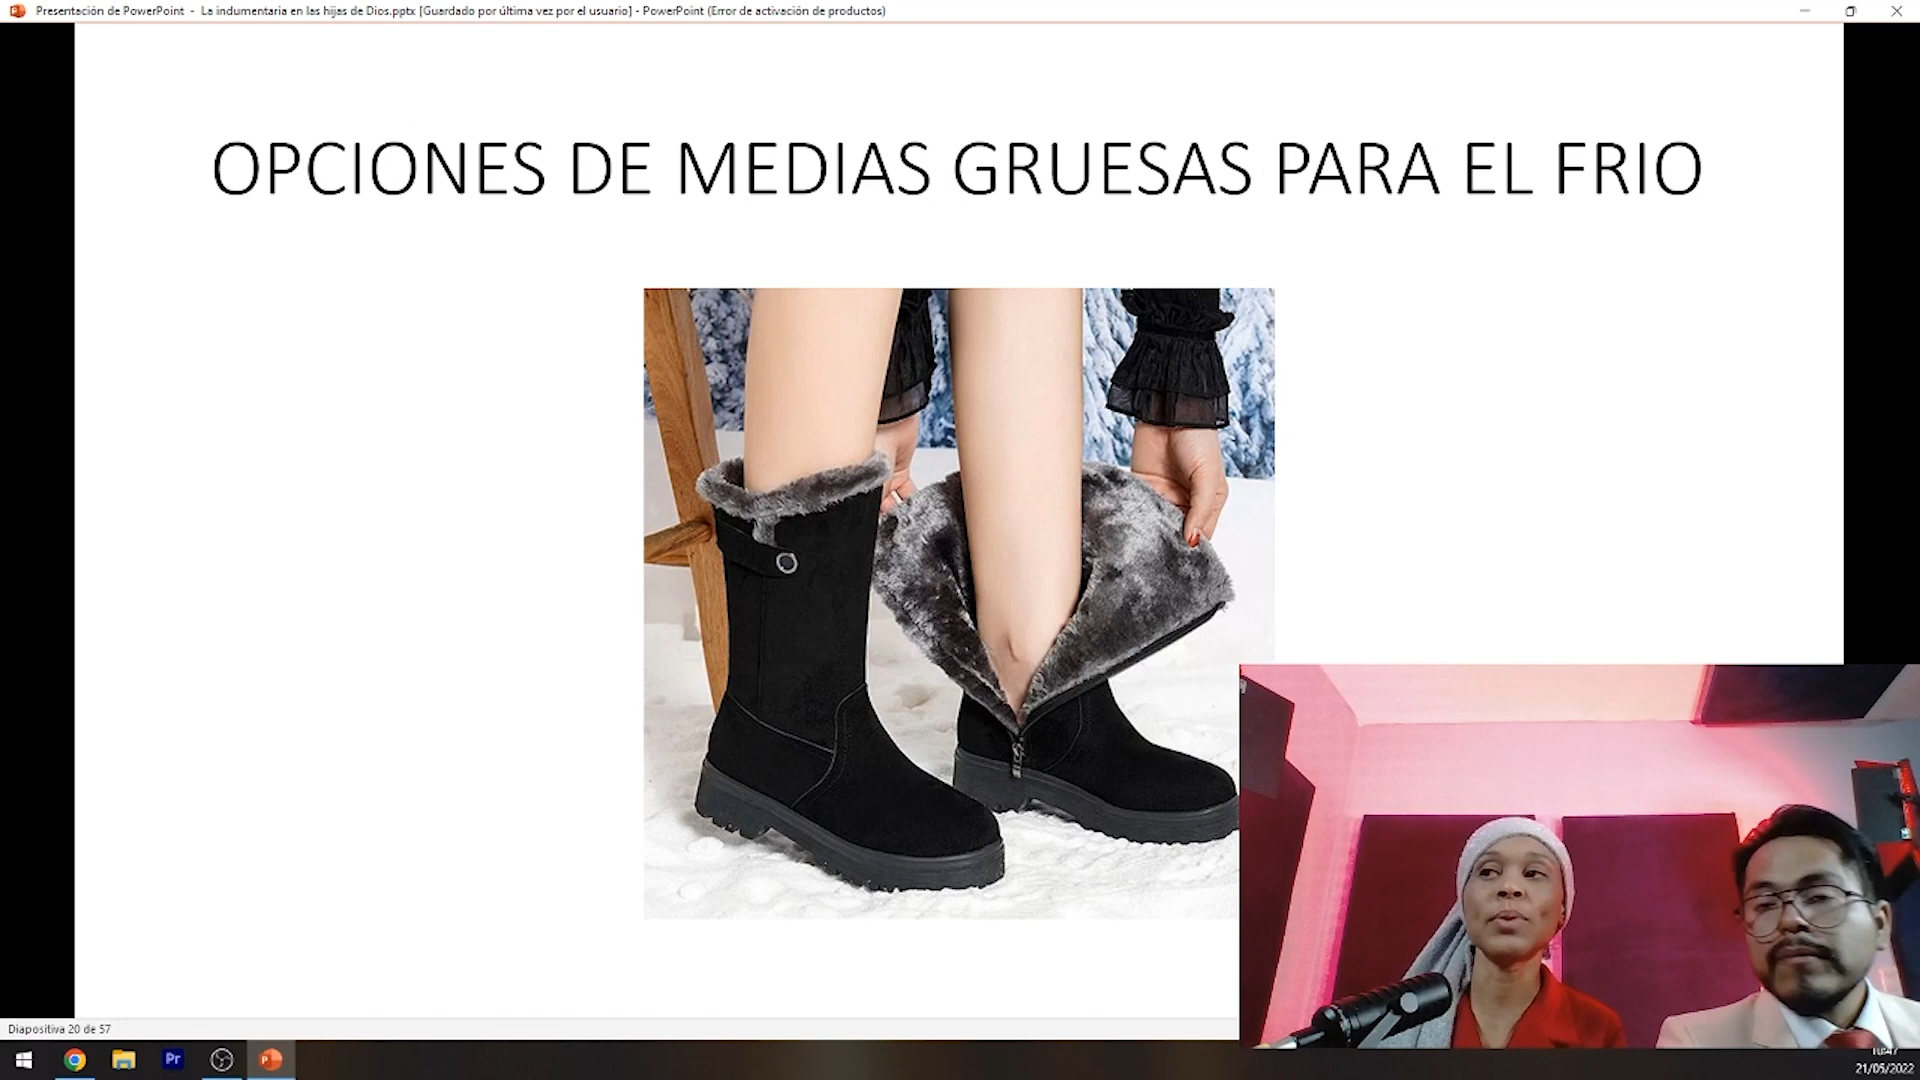 Presentación de PowerPoint - La indumentaria en las hijas de Dios.pptx [Guardado por última vez por el usuario] - PowerPoint (Error de activación de productos)
OPCIONES DE MEDIAS GRUESAS PARA EL FRIO
Diapositiva 20 de 57
Pr
P
21/05/2022